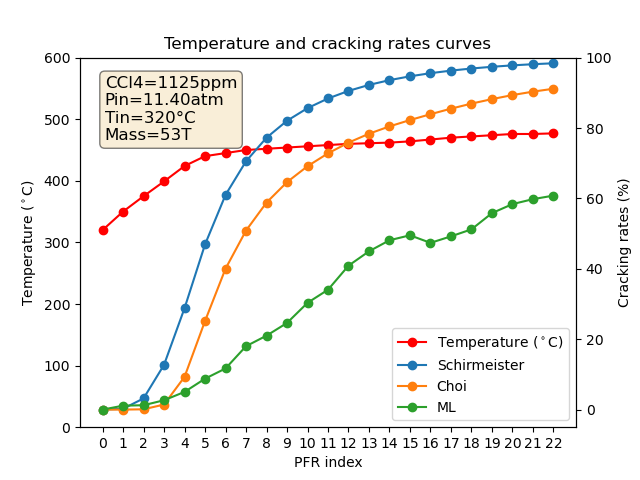 Temperature and cracking rates curves
CCl4=1125ppm
Pin=11.40atm
Tin=320°C
Mass=53T
Temperature (°C)
600
500
400
300
200
100
0
Cracking rates (%)
100
80
60
40
20
0
Temperature (°C)
Schirmeister
Choi
ML
0 1 2 3 4 5 6 7 8 9 10 11 12 13 14 15 16 17 18 19 20 21 22
PFR index